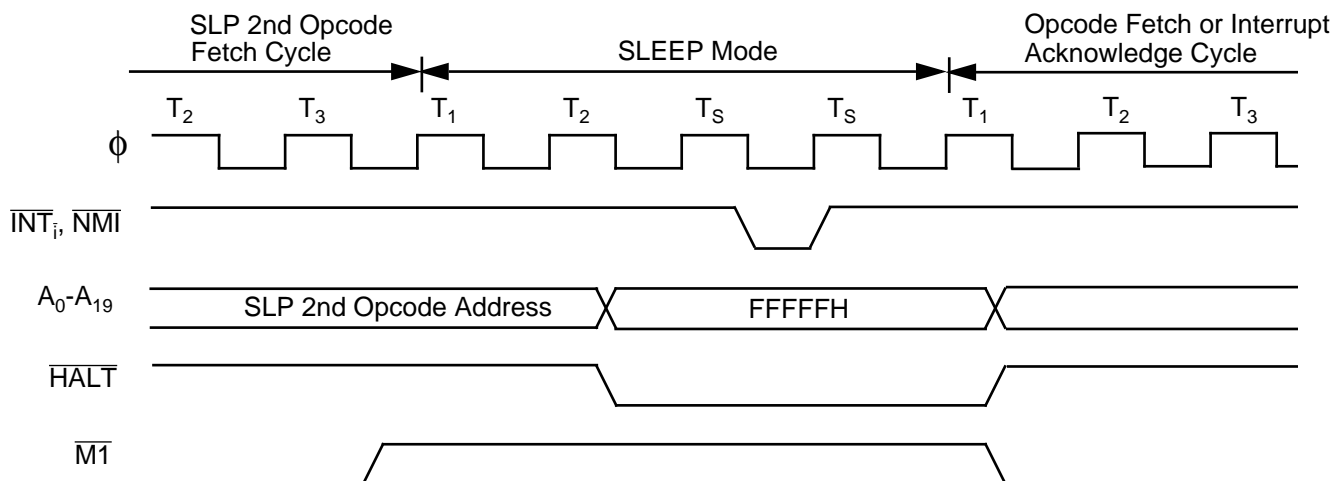 SLP 2nd Opcode
Fetch Cycle
SLEEP Mode
Opcode Fetch or Interrupt
Acknowledge Cycle
T2 T3 T1 T2 TS TS T1 T2 T3
ϕ
INTi, NMI
A0-A19
SLP 2nd Opcode Address
FFFFFH
HALT
M1